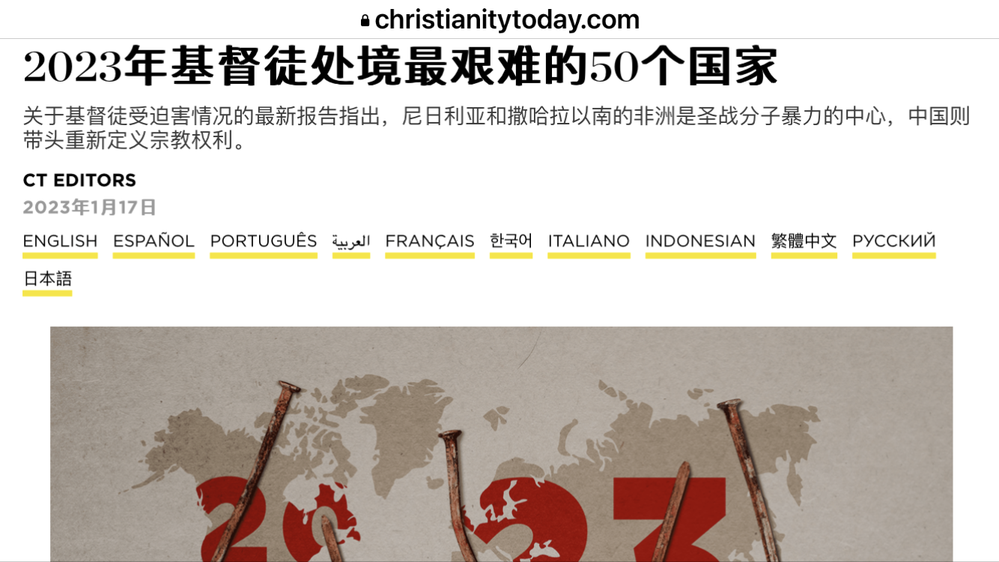 christianitytoday.com
2023年基督徒处境最艰难的50个国家
关于基督徒受迫害情况的最新报告指出，尼日利亚和撒哈拉以南的非洲是圣战分子暴力的中心，中国则
带头重新定义宗教权利。
CT EDITORS
2023年1月17日
ENGLISH ESPAÑOL PORTUGUÊS العربية FRANÇAIS 한국어 ITALIANO INDONESIAN 繁體中文 РУССКИЙ
日本語
2023